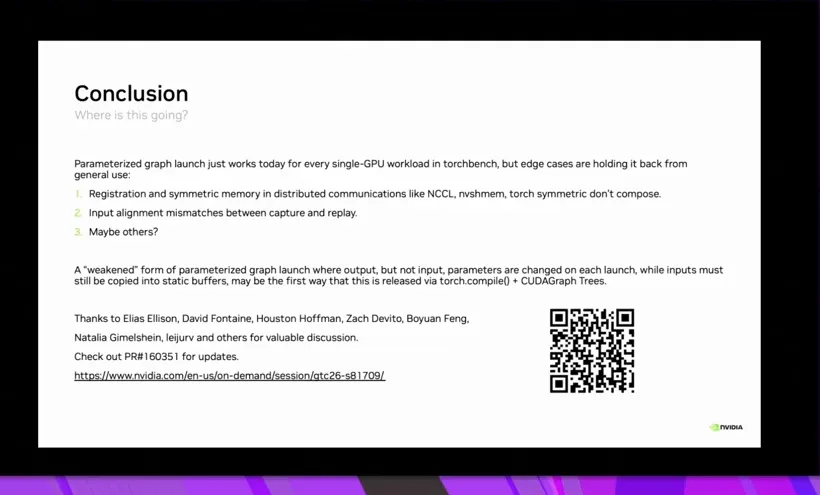 Conclusion
Where is this going?
Parameterized graph launch just works today for every single-GPU workload in torchbench, but edge cases are holding it back from
general use:
1. Registration and symmetric memory in distributed communications like NCCL, nvshmem, torch symmetric don't compose.
2. Input alignment mismatches between capture and replay.
3. Maybe others?
A "weakened" form of parameterized graph launch where output, but not input, parameters are changed on each launch, while inputs must
still be copied into static buffers, may be the first way that this is released via torch.compile() + CUDAGraph Trees.
Thanks to Elias Ellison, David Fontaine, Houston Hoffman, Zach Devito, Boyuan Feng,
Natalia Gimelshein, leijurv and others for valuable discussion.
Check out PR#160351 for updates.
https://www.nvidia.com/en-us/on-demand/session/gtc26-s81709/
NVIDIA